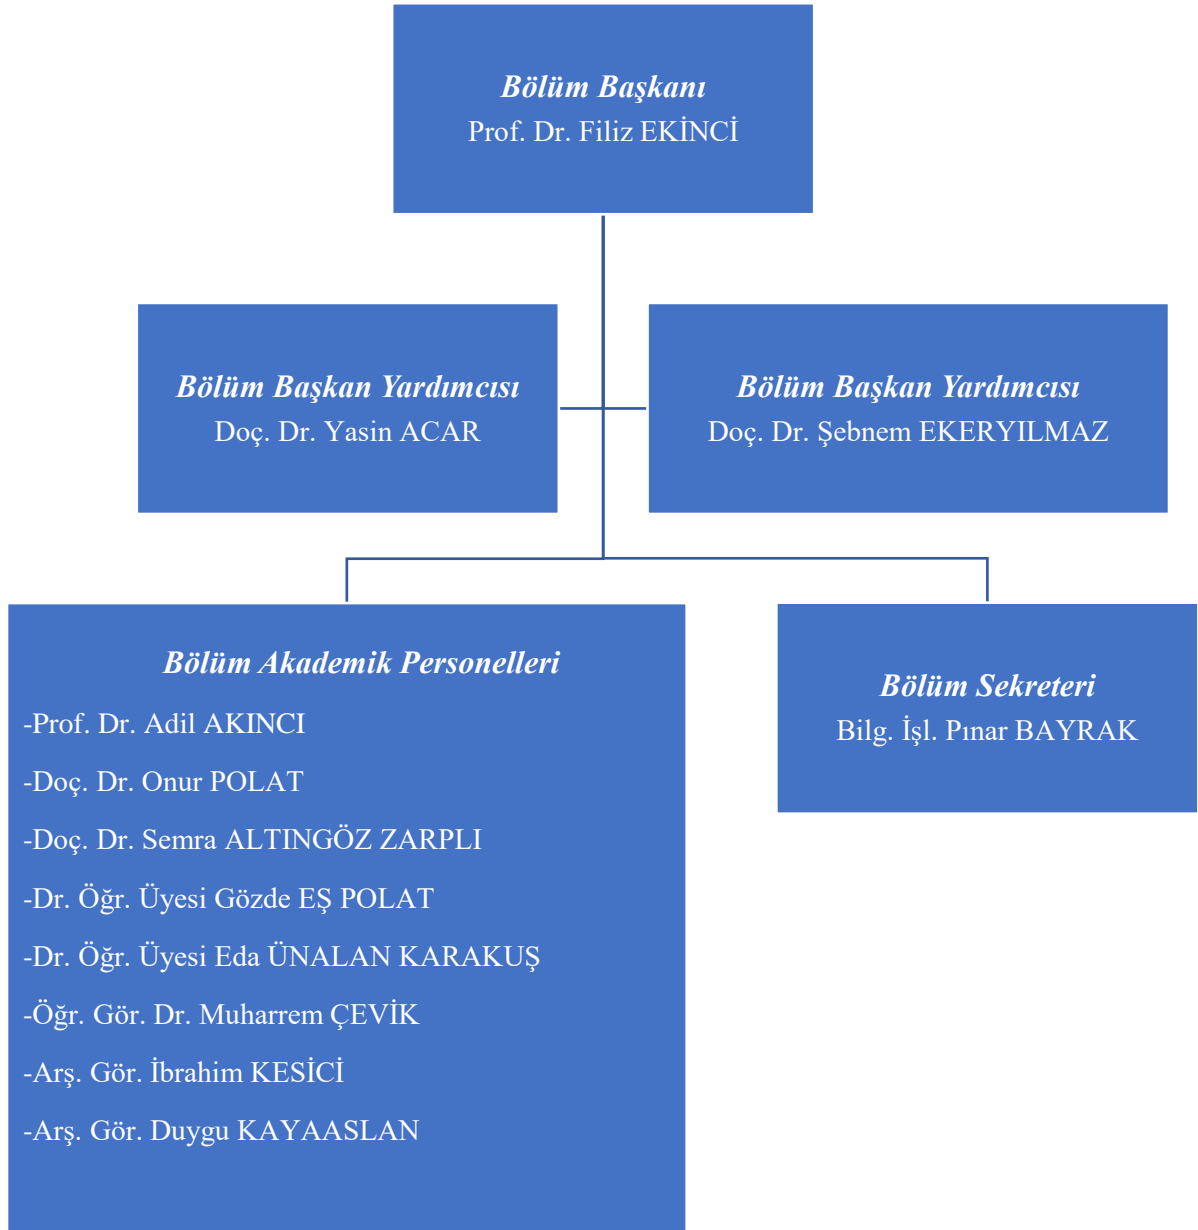 Bölüm Başkanı
Prof. Dr. Filiz EKİNCİ
Bölüm Başkan Yardımcısı
Doç. Dr. Yasin ACAR
Bölüm Başkan Yardımcısı
Doç. Dr. Şebnem EKERYILMAZ
Bölüm Akademik Personelleri
-Prof. Dr. Adil AKINCI
-Doç. Dr. Onur POLAT
-Doç. Dr. Semra ALTINGÖZ ZARPLI
-Dr. Öğr. Üyesi Gözde EŞ POLAT
-Dr. Öğr. Üyesi Eda ÜNALAN KARAKUŞ
-Öğr. Gör. Dr. Muharrem ÇEVİK
-Arş. Gör. İbrahim KESİCİ
-Arş. Gör. Duygu KAYAASLAN
Bölüm Sekreteri
Bilg. İşl. Pınar BAYRAK